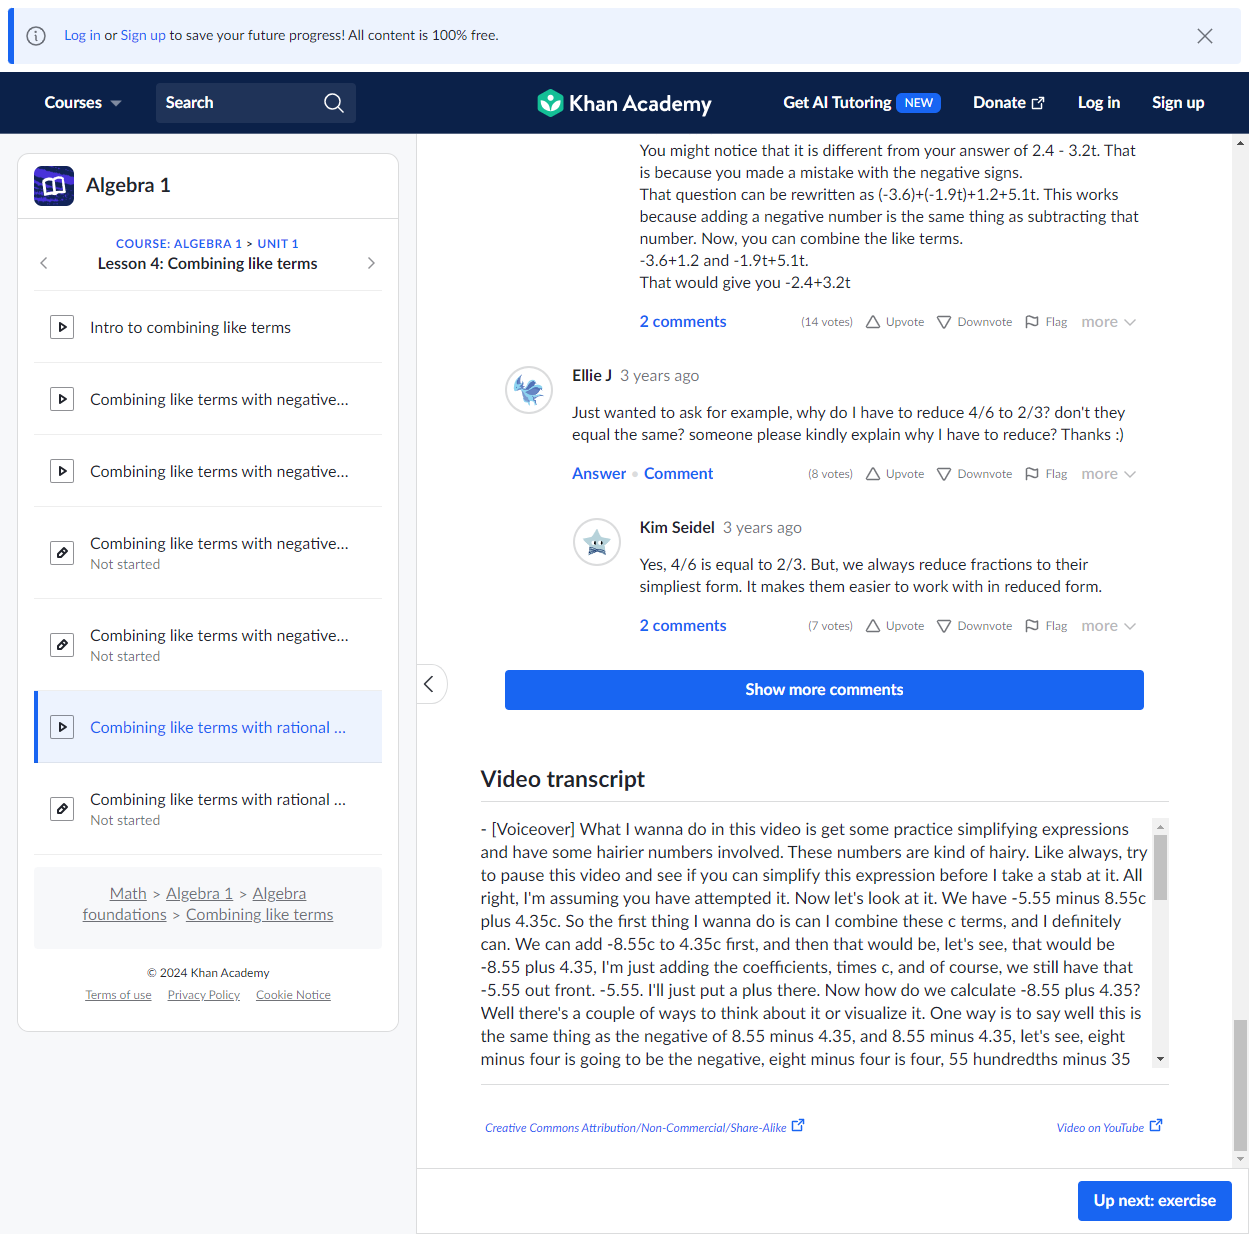 Log in or Sign up to save your future progress! All content is 100% free.
Courses
Search
Khan Academy
Get AI Tutoring NEW
Donate
Log in
Sign up
Algebra 1
COURSE: ALGEBRA 1 > UNIT 1
Lesson 4: Combining like terms
Intro to combining like terms
Combining like terms with negative...
Combining like terms with negative...
Combining like terms with negative...
Not started
Combining like terms with negative...
Not started
Combining like terms with rational ...
Combining like terms with rational ...
Not started
Math > Algebra 1 > Algebra
foundations > Combining like terms
© 2024 Khan Academy
Terms of use Privacy Policy Cookie Notice
You might notice that it is different from your answer of 2.4 - 3.2t. That
is because you made a mistake with the negative signs.
That question can be rewritten as (-3.6)+(-1.9t)+1.2+5.1t. This works
because adding a negative number is the same thing as subtracting that
number. Now, you can combine the like terms.
-3.6+1.2 and -1.9t+5.1t.
That would give you -2.4+3.2t
2 comments (14 votes) Upvote Downvote Flag more
Ellie J 3 years ago
Just wanted to ask for example, why do I have to reduce 4/6 to 2/3? don't they
equal the same? someone please kindly explain why I have to reduce? Thanks :)
Answer • Comment (8 votes) Upvote Downvote Flag more
Kim Seidel 3 years ago
Yes, 4/6 is equal to 2/3. But, we always reduce fractions to their
simpliest form. It makes them easier to work with in reduced form.
2 comments (7 votes) Upvote Downvote Flag more
Show more comments
Video transcript
- [Voiceover] What I wanna do in this video is get some practice simplifying expressions
and have some hairier numbers involved. These numbers are kind of hairy. Like always, try
to pause this video and see if you can simplify this expression before I take a stab at it. All
right, I'm assuming you have attempted it. Now let's look at it. We have -5.55 minus 8.55c
plus 4.35c. So the first thing I wanna do is can I combine these c terms, and I definitely
can. We can add -8.55c to 4.35c first, and then that would be, let's see, that would be
-8.55 plus 4.35, I'm just adding the coefficients, times c, and of course, we still have that
-5.55 out front. -5.55. I'll just put a plus there. Now how do we calculate -8.55 plus 4.35?
Well there's a couple of ways to think about it or visualize it. One way is to say well this is
the same thing as the negative of 8.55 minus 4.35, and 8.55 minus 4.35, let's see, eight
minus four is going to be the negative, eight minus four is four, 55 hundredths minus 35
Creative Commons Attribution/Non-Commercial/Share-Alike
Video on YouTube
Up next: exercise